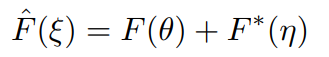 F̂(ξ) = F(θ) + F*(η)